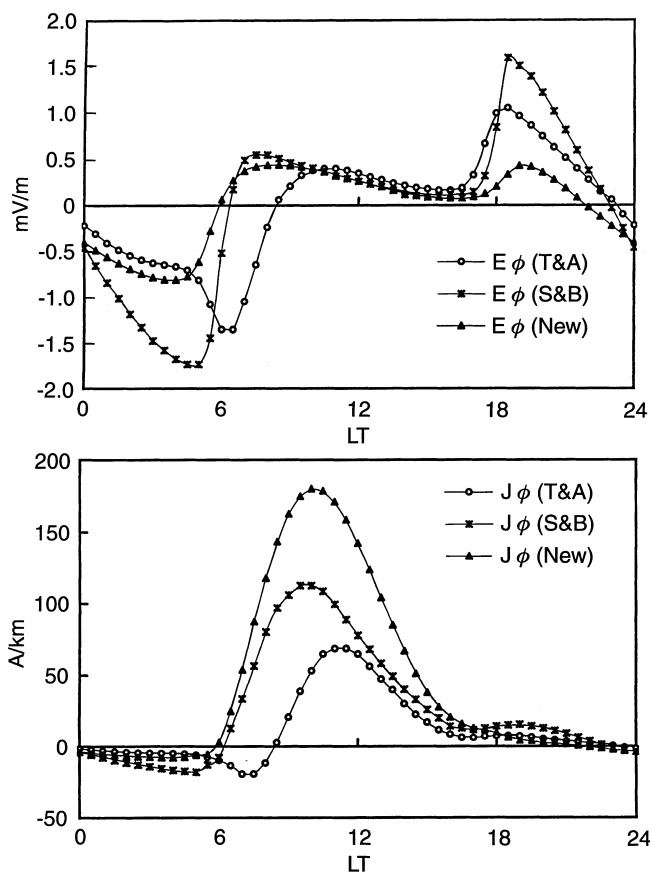 2.0
1.5
1.0
0.5
0
-0.5
-1.0
-1.5
-2.0
mV/m
E ϕ (T&A)
E ϕ (S&B)
E ϕ (New)
0 6 12 18 24
LT
200
150
100
50
0
-50
A/km
J ϕ (T&A)
J ϕ (S&B)
J ϕ (New)
0 6 12 18 24
LT